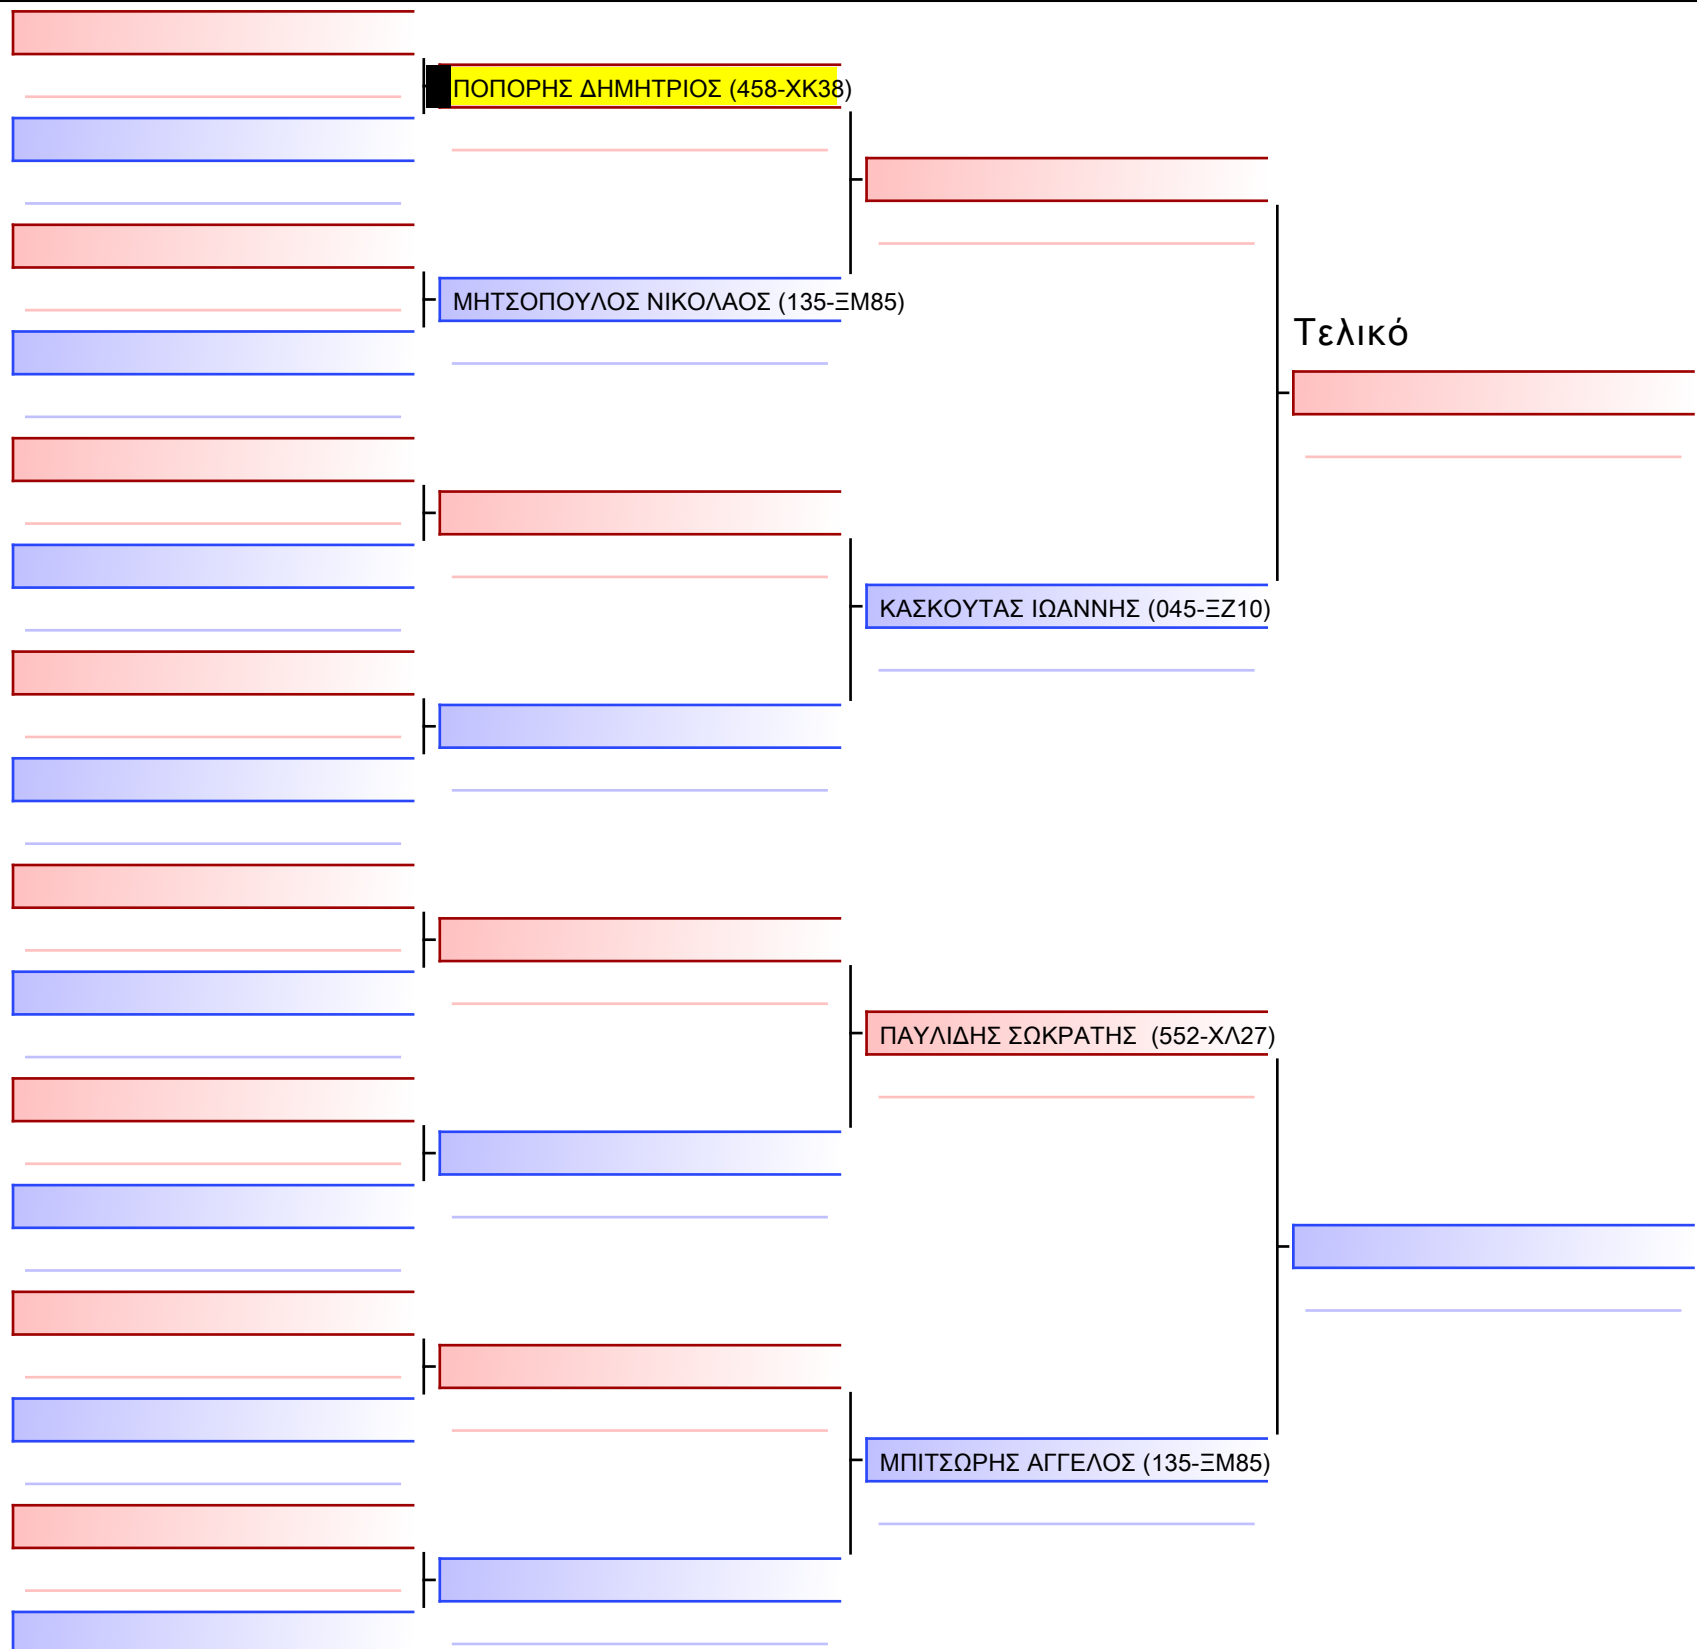 ΠΟΠΟΡΗΣ ΔΗΜΗΤΡΙΟΣ (458-ΧΚ38)
ΜΗΤΣΟΠΟΥΛΟΣ ΝΙΚΟΛΑΟΣ (135-ΞΜ85)
Τελικό
ΚΑΣΚΟΥΤΑΣ ΙΩΑΝΝΗΣ (045-ΞΖ10)
ΠΑΥΛΙΔΗΣ ΣΩΚΡΑΤΗΣ (552-ΧΛ27)
ΜΠΙΤΣΩΡΗΣ ΑΓΓΕΛΟΣ (135-ΞΜ85)